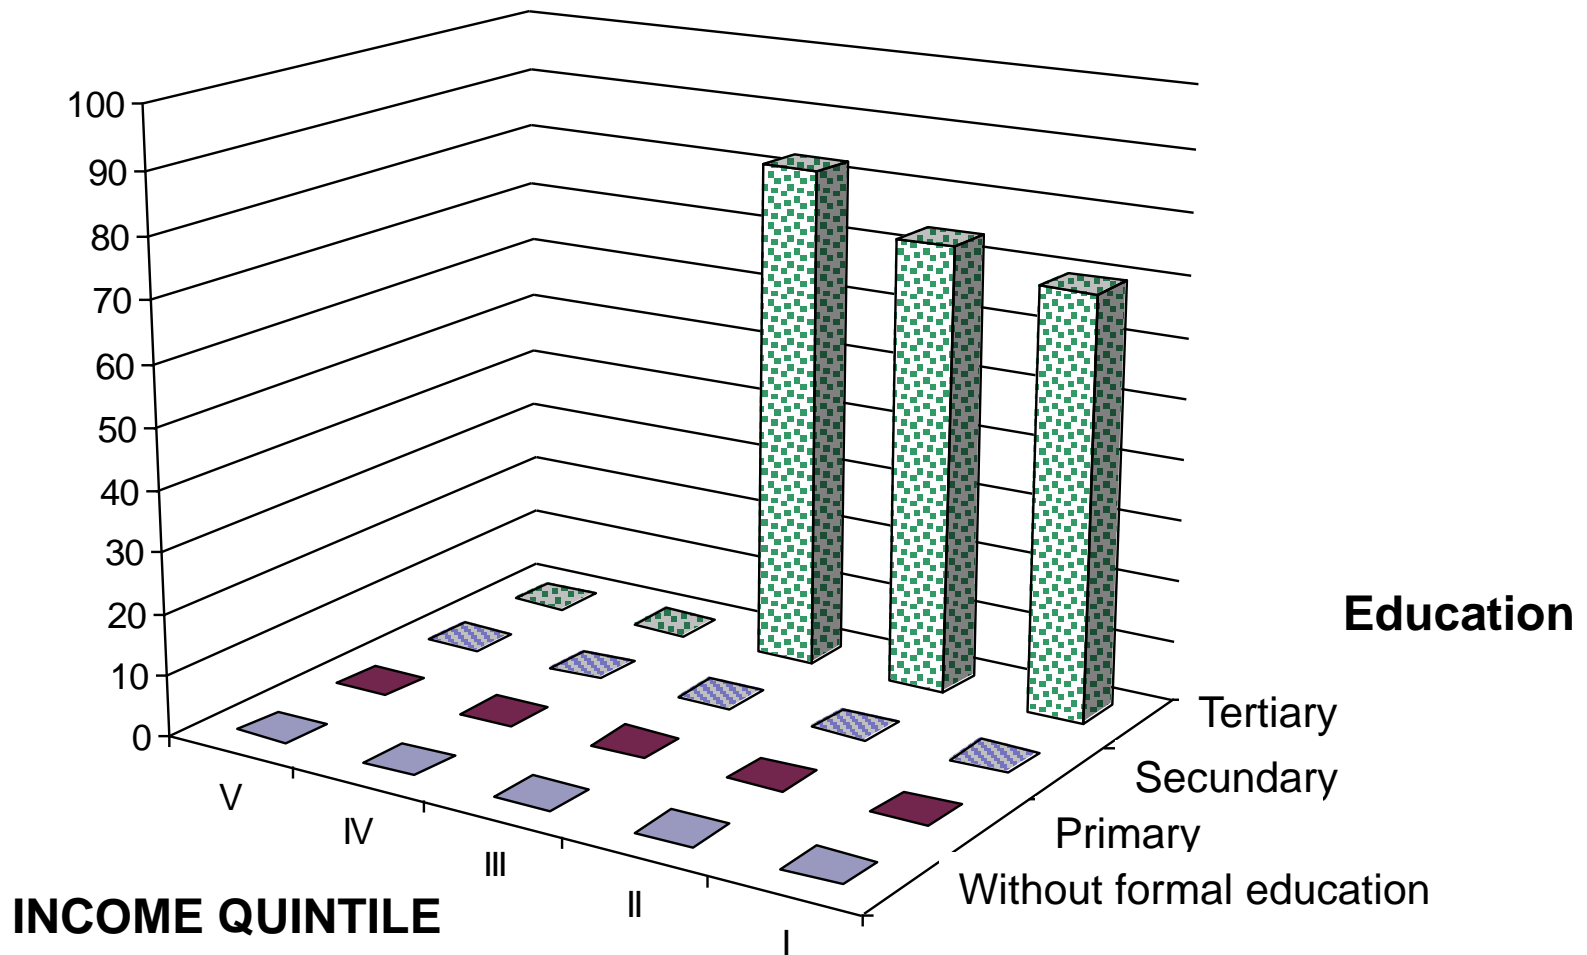 100
90
80
70
60
50
40
30
20
10
0
V
IV
III
II
I
INCOME QUINTILE
Education
Tertiary
Secundary
Primary
Without formal education